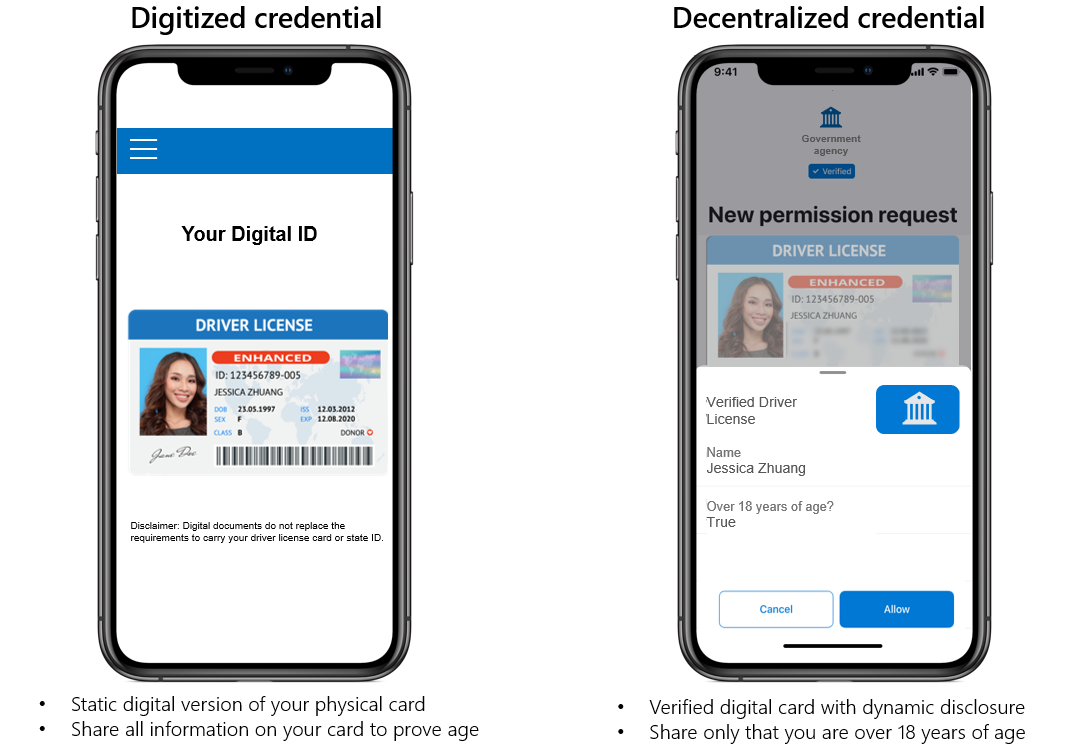 Digitized credential
Your Digital ID
DRIVER LICENSE
ENHANCED
ID: 123456789-005
JESSICA ZHUANG
DOB 23.05.1997 ISS 12.03.2012
SEX F EXP 12.08.2020
CLASS B DONOR
Jane Doe
Disclaimer: Digital documents do not replace the
requirements to carry your driver license card or state ID.
• Static digital version of your physical card
• Share all information on your card to prove age
Decentralized credential
9:41
Government
agency
Verified
New permission request
DRIVER LICENSE
ENHANCED
ID: 123456789-005
JESSICA ZHUANG
Verified Driver
License
Name
Jessica Zhuang
Over 18 years of age?
True
Cancel Allow
• Verified digital card with dynamic disclosure
• Share only that you are over 18 years of age